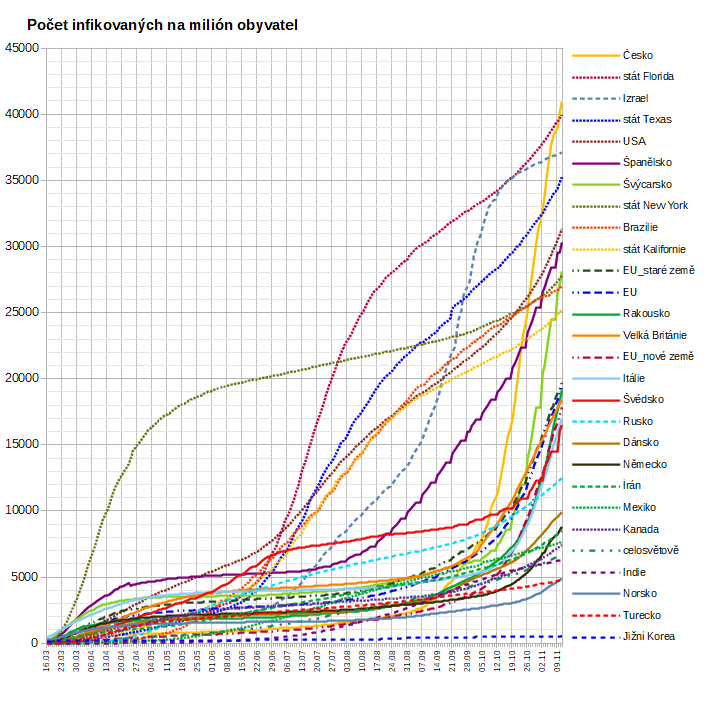 Počet infikovaných na milión obyvatel
45000
40000
35000
30000
25000
20000
15000
10000
5000
0
16.03
23.03
30.03
06.04
13.04
20.04
27.04
04.05
11.05
18.05
25.05
01.06
08.06
15.06
22.06
29.06
06.07
13.07
20.07
27.07
03.08
10.08
17.08
24.08
31.08
07.09
14.09
21.09
28.09
05.10
12.10
19.10
26.10
02.11
09.11
Česko
stát Florida
Izrael
stát Texas
USA
Španělsko
Švýcarsko
stát New York
Brazílie
stát Kalifornie
EU_staré země
EU
Rakousko
Velká Británie
EU_nové země
Itálie
Švédsko
Rusko
Dánsko
Německo
Írán
Mexiko
Kanada
celosvětově
Indie
Norsko
Turecko
Jižní Korea